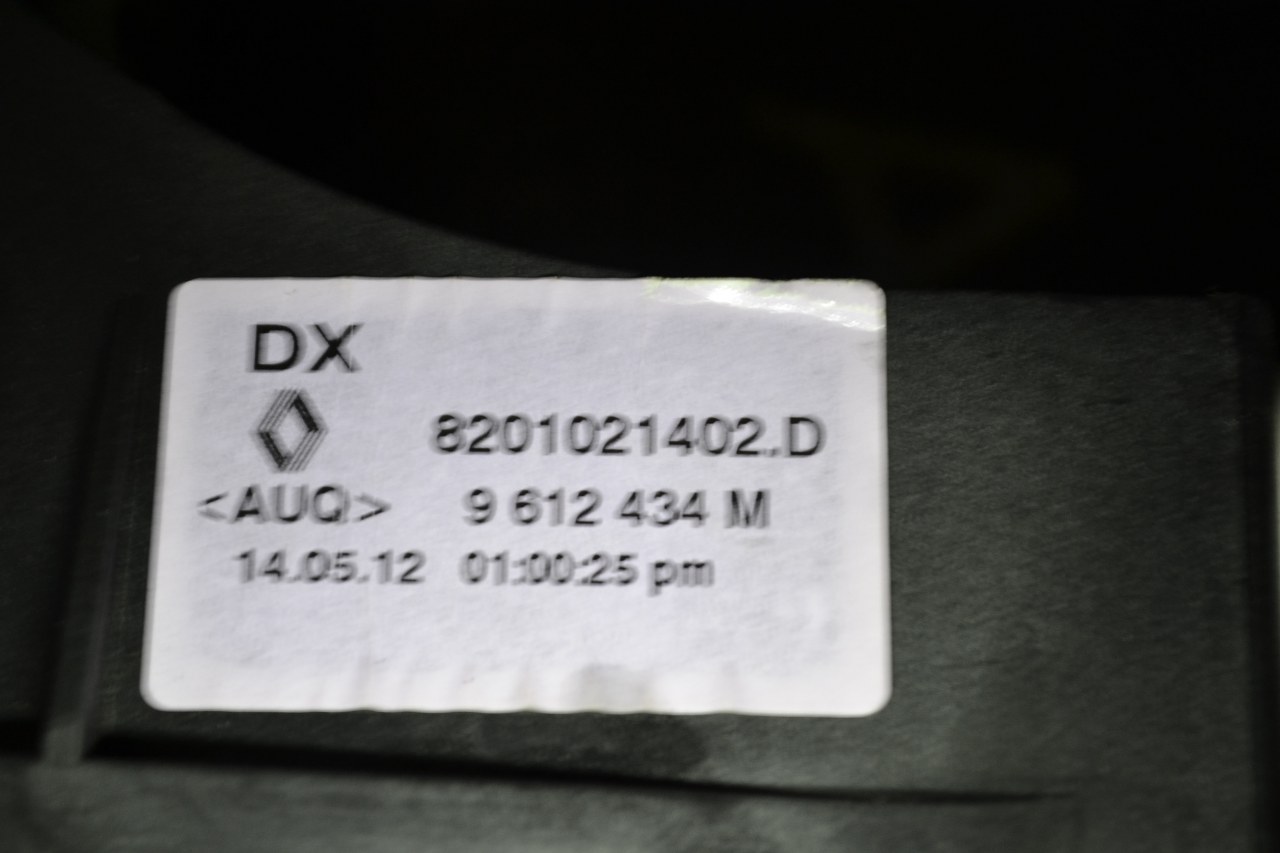 DX
8201021402.D
<AUQ> 9 612 434 M
14.05.12 01:00:25 pm